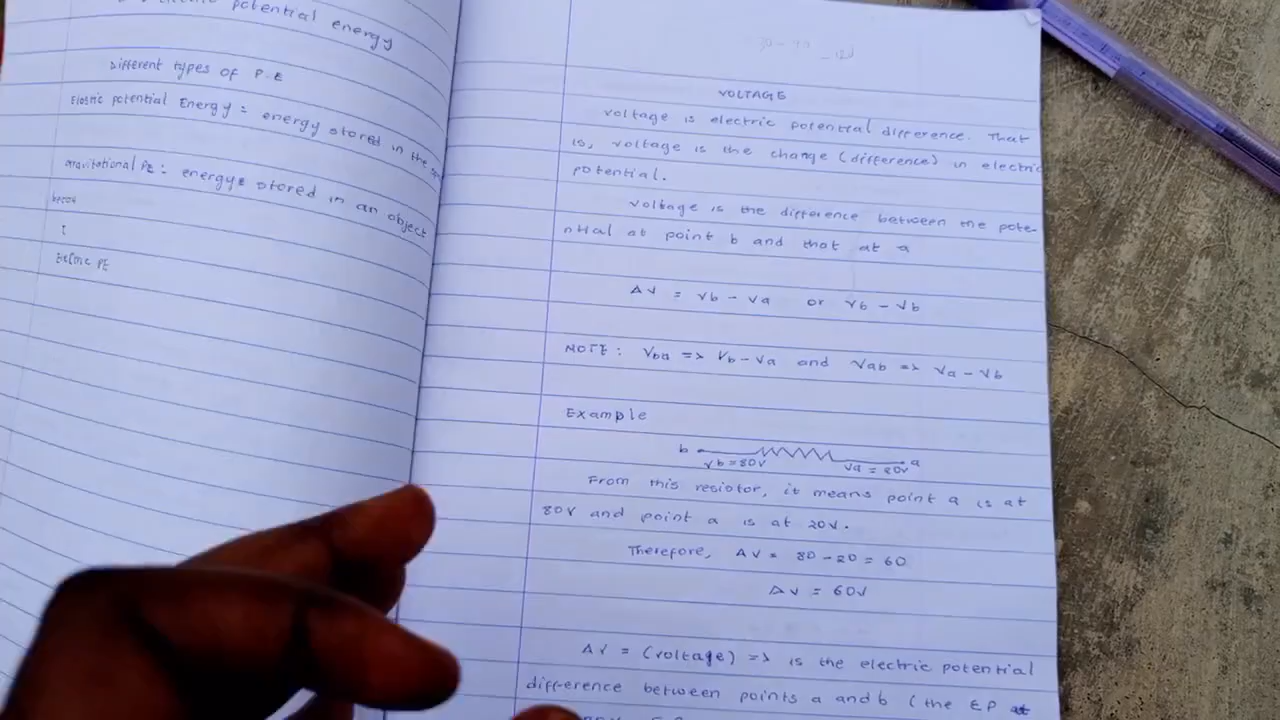 potential energy
Different types of P.E
Elastic potential Energy = energy stored in the
Gravitational PE : energy stored in an object
Electric PE
VOLTAGE
Voltage is electric potential difference. That
is, voltage is the change (difference) in electric
potential.
Voltage is the difference between the pote-
ntial at point b and that at a
ΔV = Vb - Va or Vb - Vb
NOTE : Vba => Vb - Va and Vab => Va - Vb
Example
b a
Vb = 80V Va = 20V
From this resistor, it means point a is at
80V and point a is at 20V.
Therefore, ΔV = 80 - 20 = 60
ΔV = 60V
ΔV = (voltage) => is the electric potential
difference between points a and b (the EP at